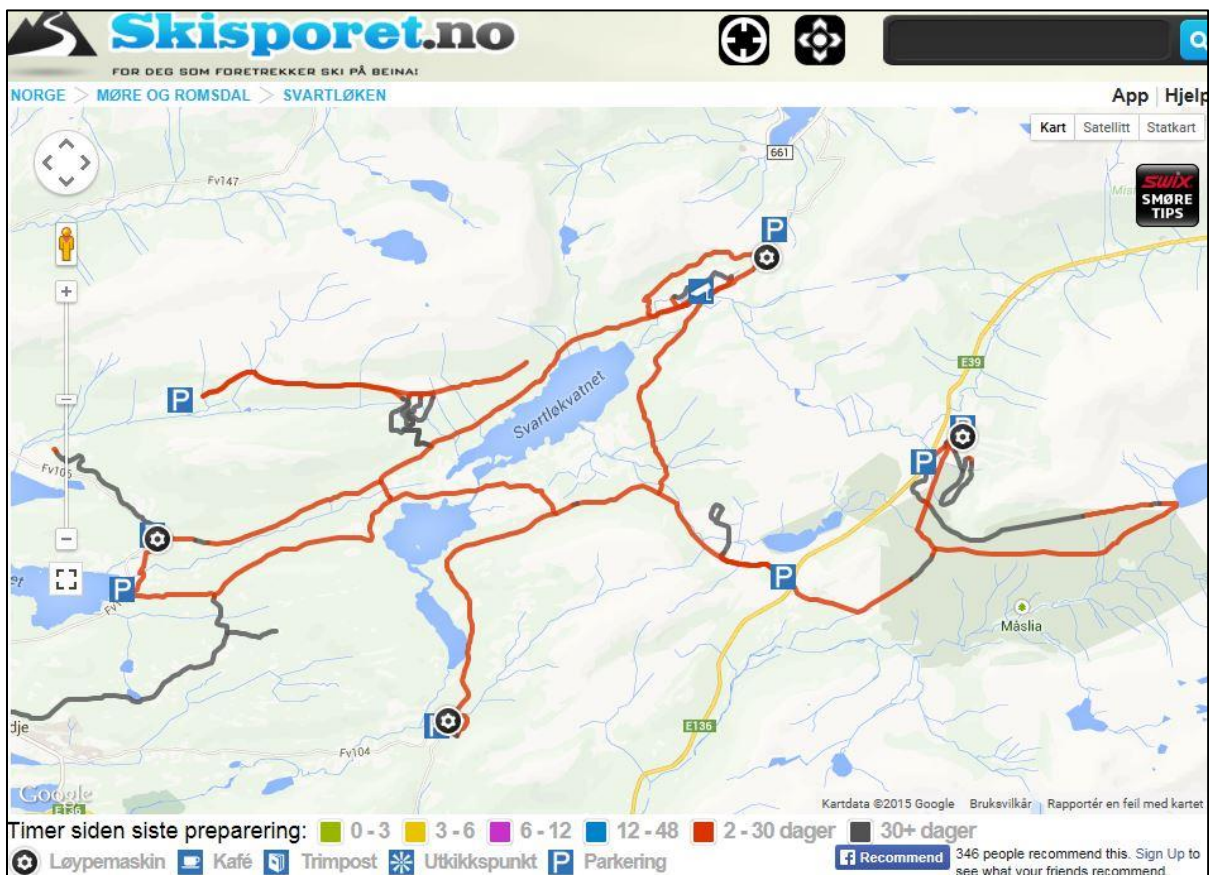 Skisporet.no
FOR DEG SOM FORETREKKER SKI PÅ BEINA!
NORGE > MØRE OG ROMSDAL > SVARTLØKEN
App | Hjelp
Kart Satellitt Statkart
661
Fv147
swix
SMØRE
TIPS
P
E39
P
Svartløkvatnet
P
Fv105
P
P
Måslia
E136
dje
Fv104
Google
E136
Kartdata ©2015 Google Bruksvilkår Rapportér en feil med kartet
Timer siden siste preparering: 0 - 3 3 - 6 6 - 12 12 - 48 2 - 30 dager 30+ dager
Løypemaskin Kafé Trimpost Utkikkspunkt P Parkering
f Recommend 346 people recommend this. Sign Up to
see what your friends recommend.